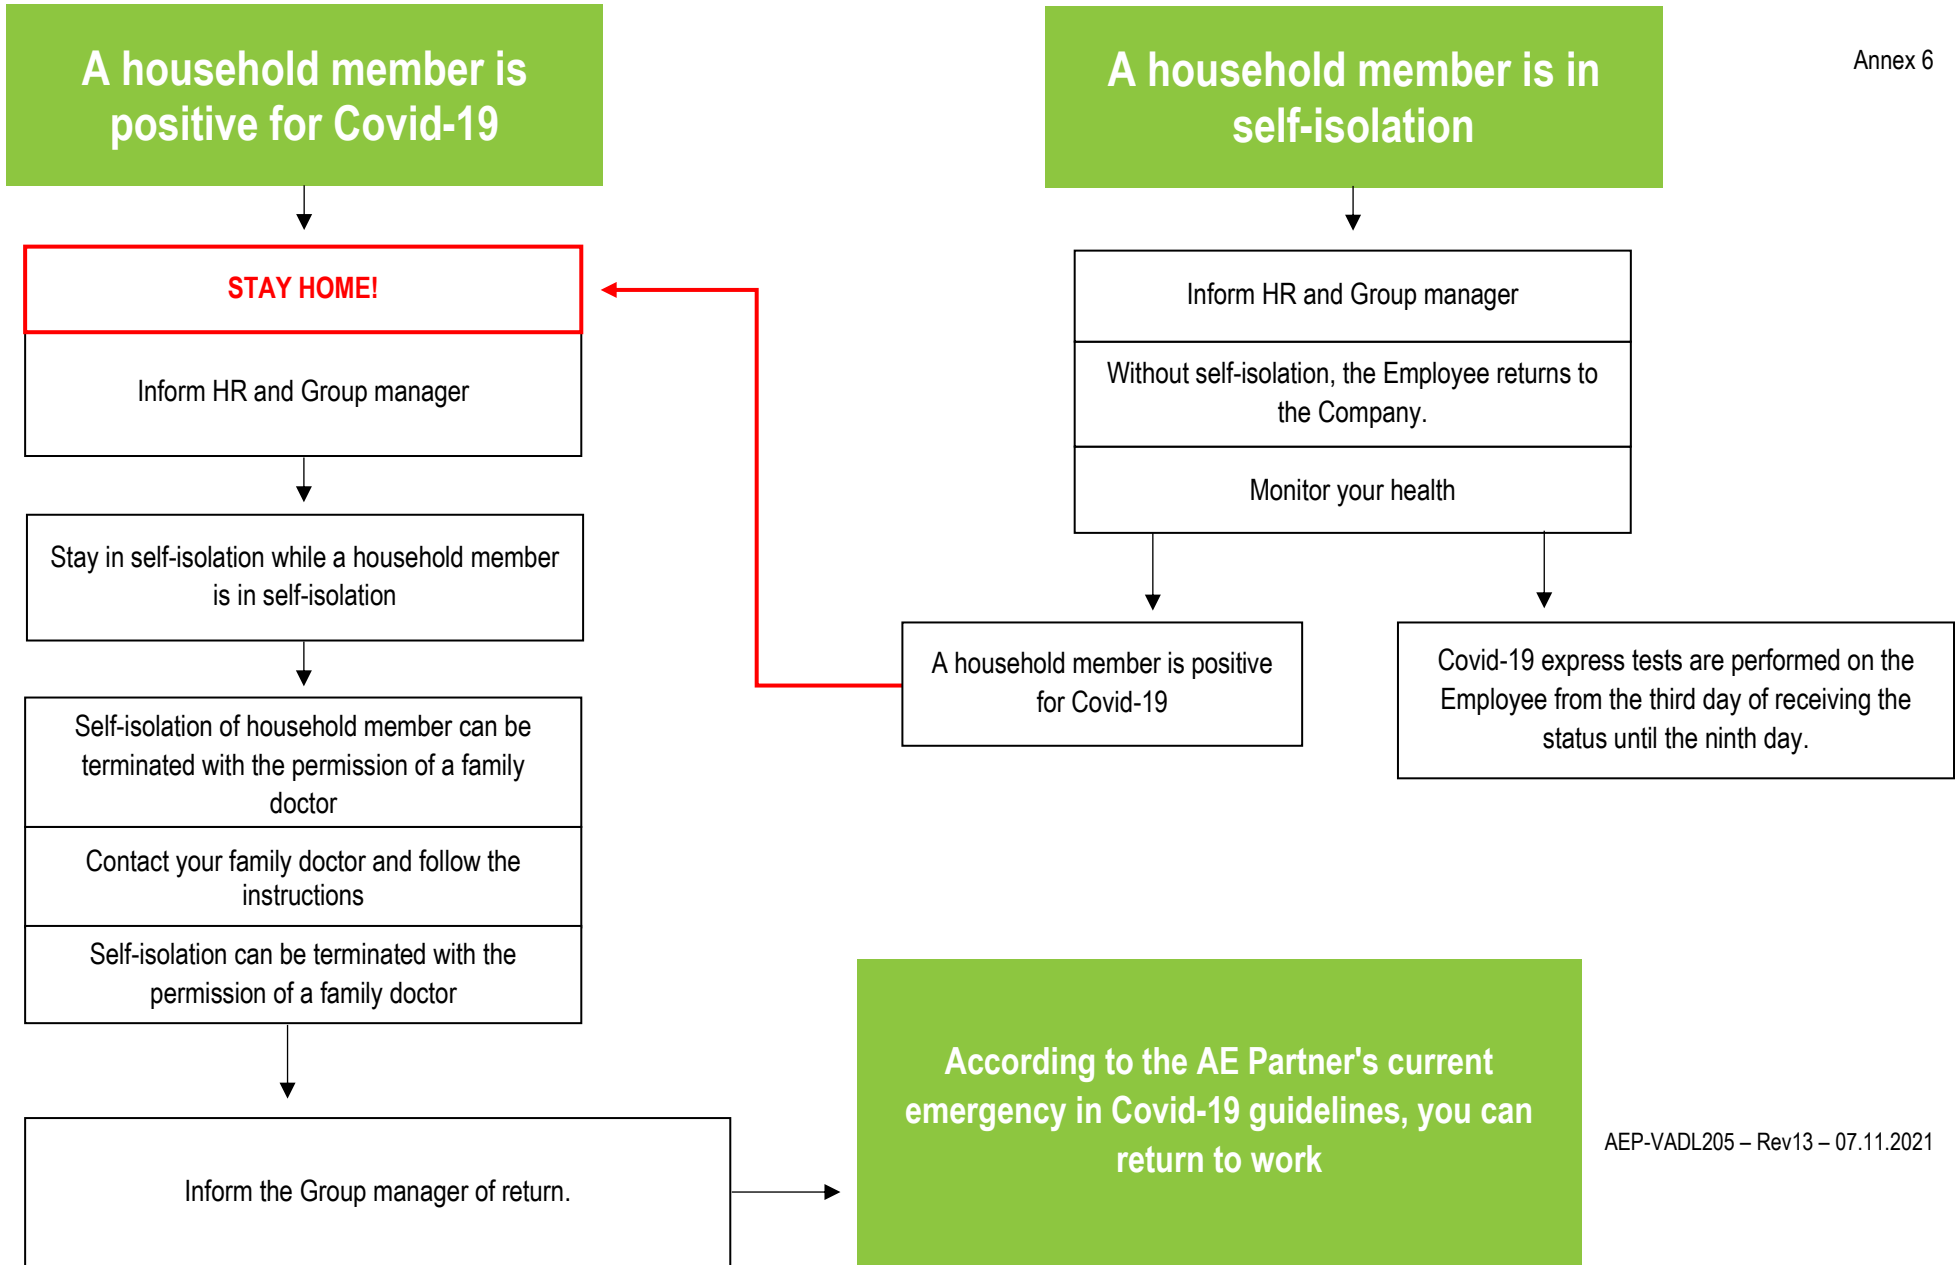 A household member is
positive for Covid-19
A household member is in
self-isolation
Annex 6
STAY HOME!
Inform HR and Group manager
Stay in self-isolation while a household member
is in self-isolation
Self-isolation of household member can be
terminated with the permission of a family
doctor
Contact your family doctor and follow the
instructions
Self-isolation can be terminated with the
permission of a family doctor
Inform the Group manager of return.
Inform HR and Group manager
Without self-isolation, the Employee returns to
the Company.
Monitor your health
A household member is positive
for Covid-19
Covid-19 express tests are performed on the
Employee from the third day of receiving the
status until the ninth day.
According to the AE Partner's current
emergency in Covid-19 guidelines, you can
return to work
AEP-VADL205 – Rev13 – 07.11.2021